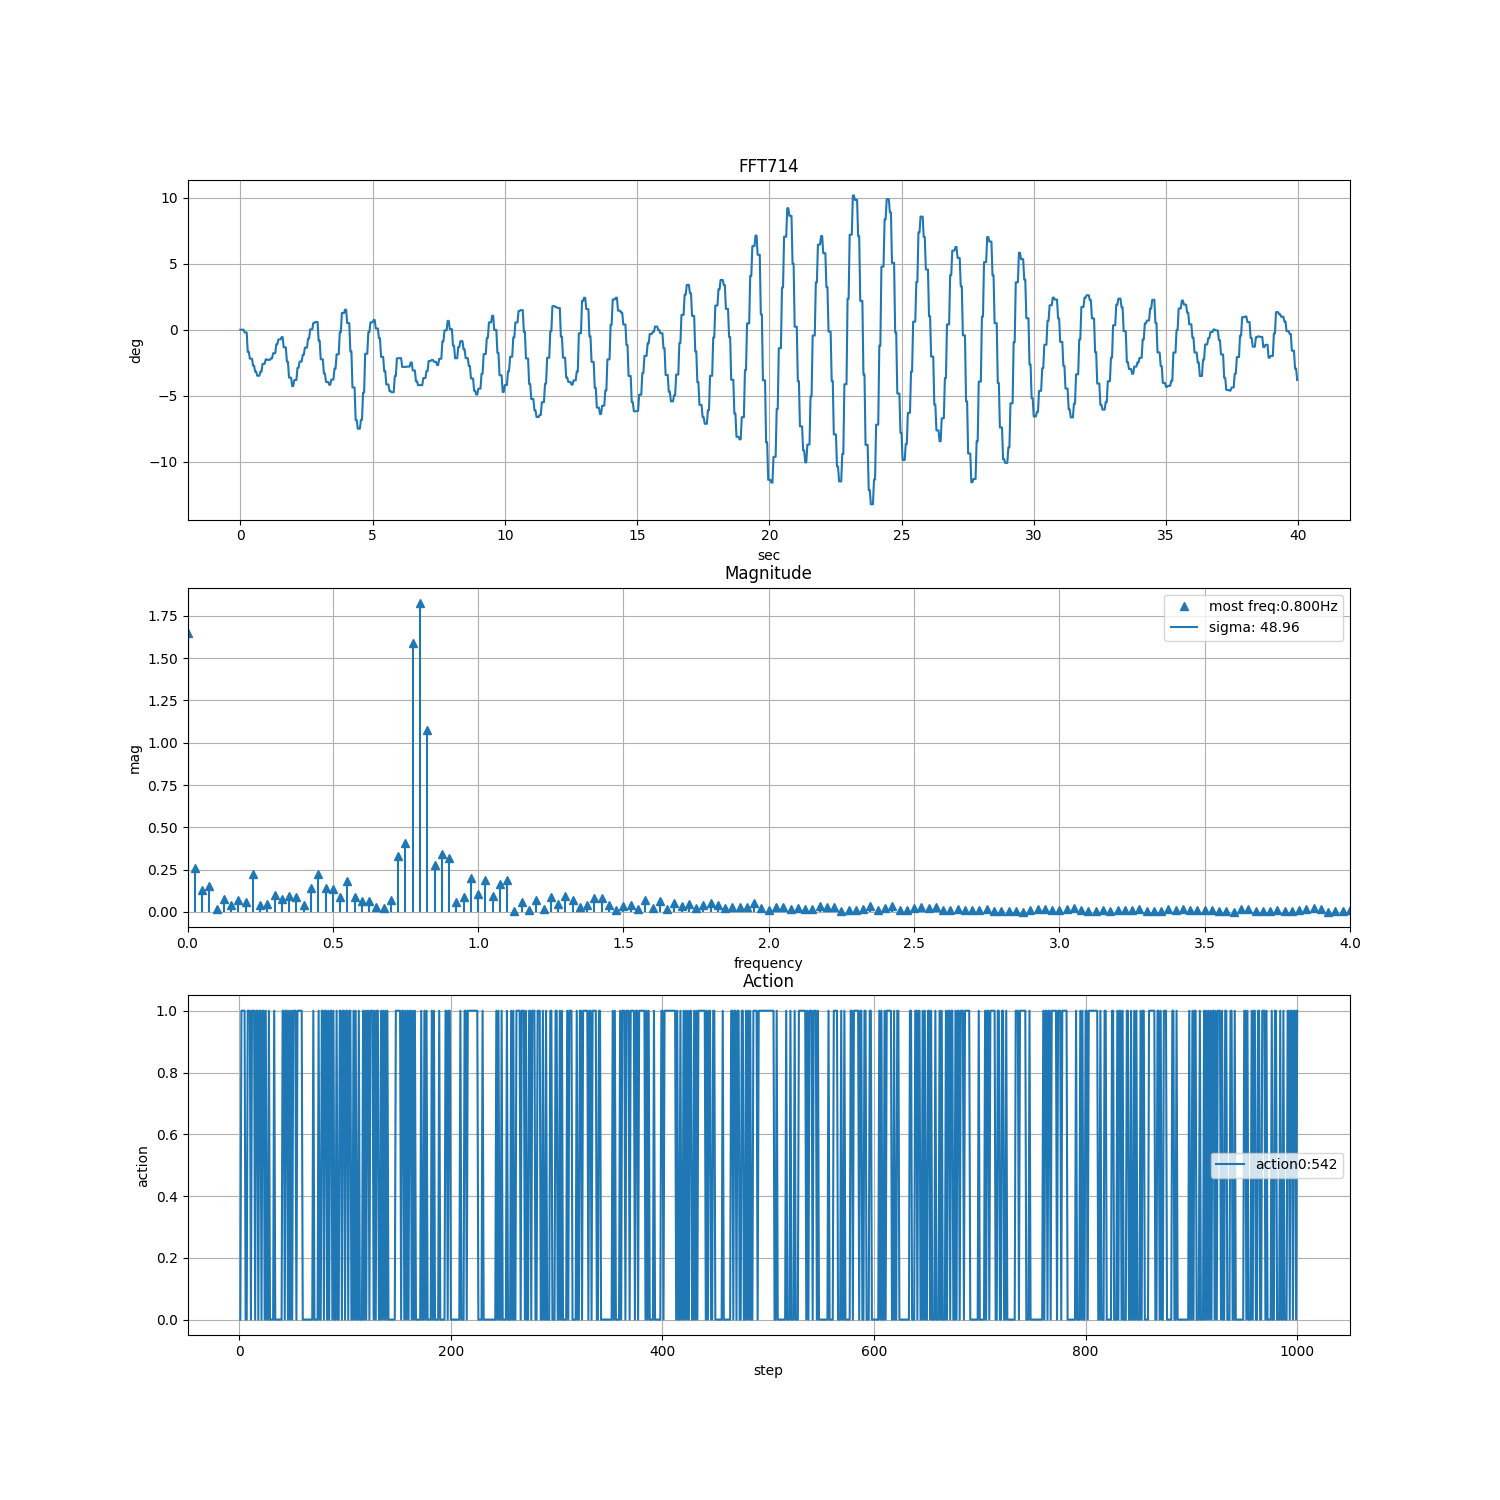 FFT714
10
5
0
−5
−10
deg
0 5 10 15 20 25 30 35 40
sec
Magnitude
1.75
1.50
1.25
1.00
0.75
0.50
0.25
0.00
mag
most freq:0.800Hz
sigma: 48.96
0.0 0.5 1.0 1.5 2.0 2.5 3.0 3.5 4.0
frequency
Action
1.0
0.8
0.6
0.4
0.2
0.0
action
action0:542
0 200 400 600 800 1000
step